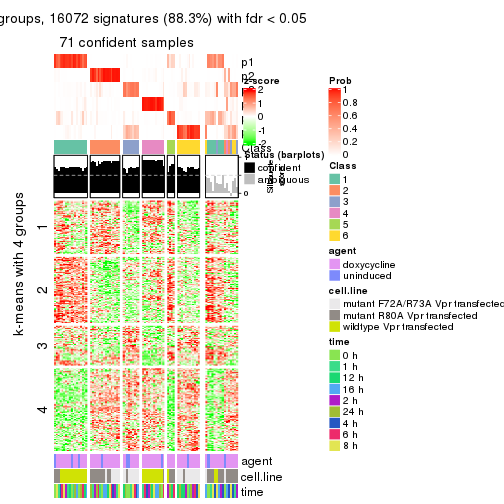 groups, 16072 signatures (88.3%) with fdr < 0.05
71 confident samples
p1
p2
z-score
2
1
0
-1
-2
Prob
1
0.8
0.6
0.4
0.2
0
Class
Status (barplots)
confident
ambiguous
0
Class
1
2
3
4
5
6
agent
doxycycline
uninduced
cell.line
mutant F72A/R73A Vpr transfected
mutant R80A Vpr transfected
wildtype Vpr transfected
time
0 h
1 h
12 h
16 h
2 h
24 h
4 h
6 h
8 h
k-means with 4 groups
1
2
3
4
agent
cell.line
time